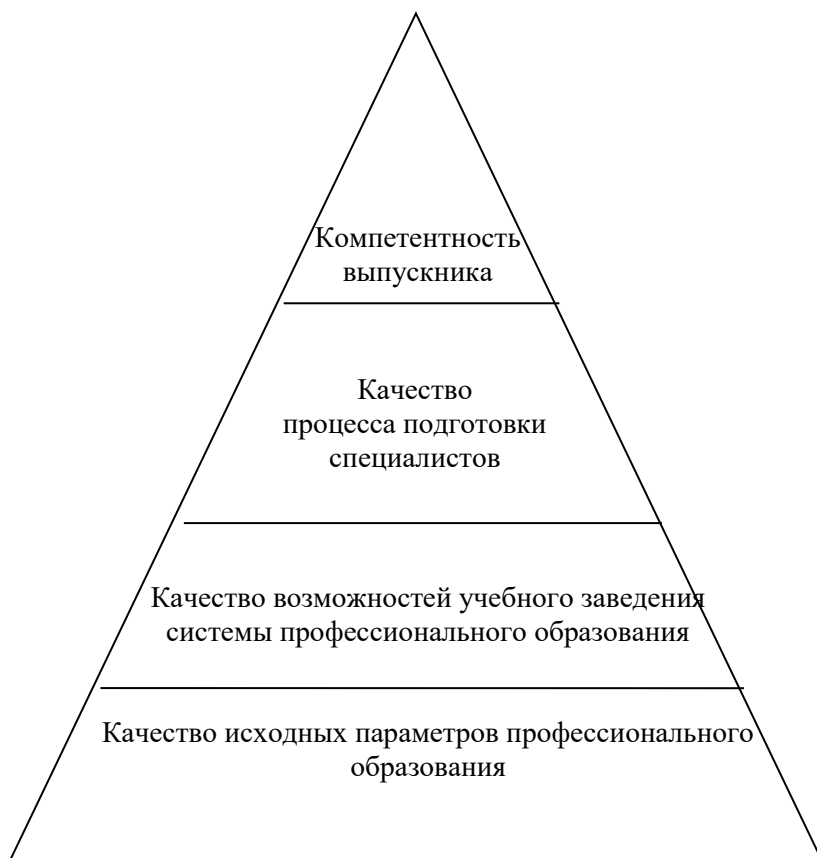 Компетентность
выпускника
Качество
процесса подготовки
специалистов
Качество возможностей учебного заведения
системы профессионального образования
Качество исходных параметров профессионального
образования